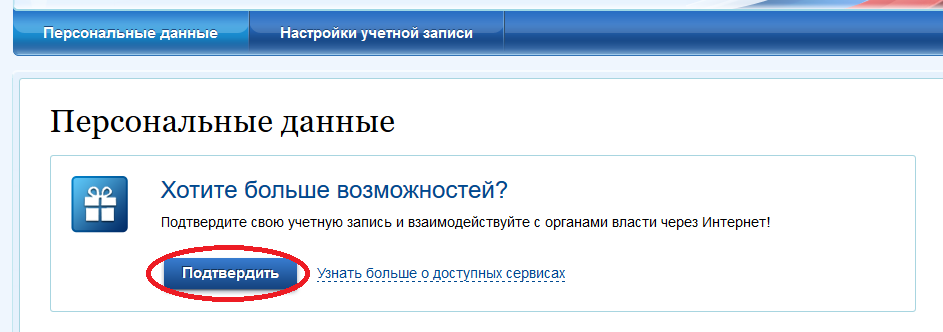 Персональные данные
Настройки учетной записи
Персональные данные
Хотите больше возможностей?
Подтвердите свою учетную запись и взаимодействуйте с органами власти через Интернет!
Подтвердить
Узнать больше о доступных сервисах